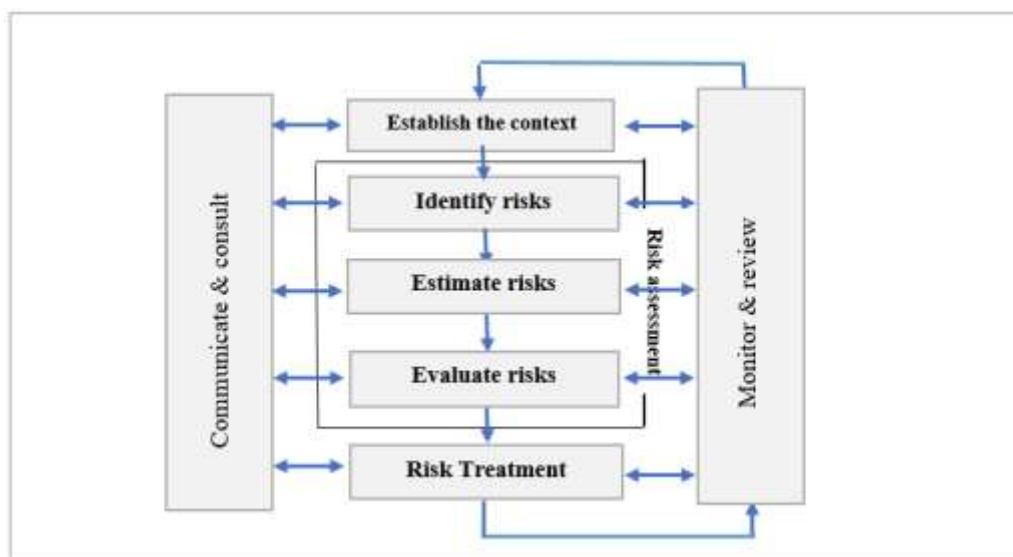 Establish the context
Identify risks
Estimate risks
Evaluate risks
Risk Treatment
Communicate & consult
Risk assessment
Monitor & review